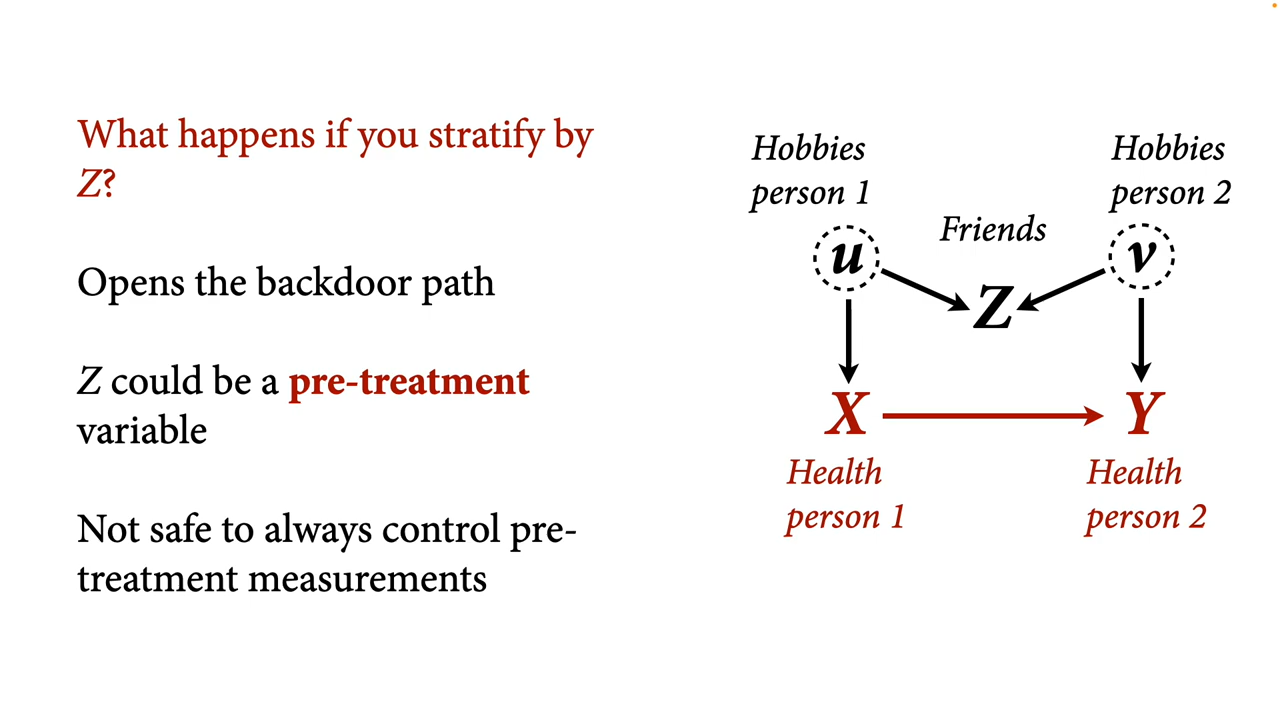 What happens if you stratify by
Z?
Opens the backdoor path
Z could be a pre-treatment
variable
Not safe to always control pre-
treatment measurements
Hobbies
person 1
Hobbies
person 2
Friends
u
v
Z
X
Y
Health
person 1
Health
person 2